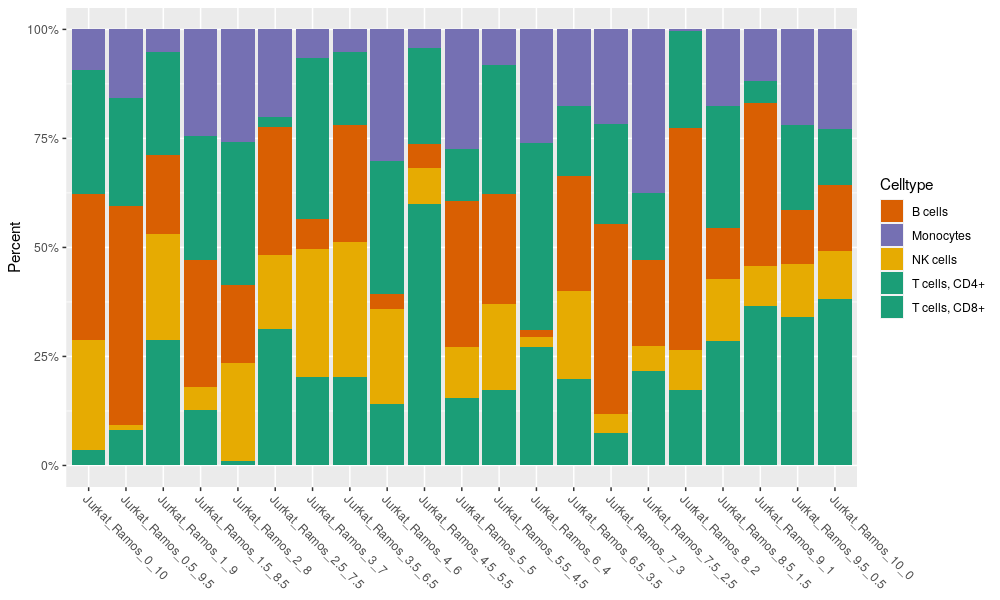 100%
75%
50%
25%
0%
Percent
Jurkat_Ramos_0_10
Jurkat_Ramos_0.5_9.5
Jurkat_Ramos_1_9
Jurkat_Ramos_1.5_8.5
Jurkat_Ramos_2_8
Jurkat_Ramos_2.5_7.5
Jurkat_Ramos_3_7
Jurkat_Ramos_3.5_6.5
Jurkat_Ramos_4_6
Jurkat_Ramos_4.5_5.5
Jurkat_Ramos_5_5
Jurkat_Ramos_5.5_4.5
Jurkat_Ramos_6_4
Jurkat_Ramos_6.5_3.5
Jurkat_Ramos_7_3
Jurkat_Ramos_7.5_2.5
Jurkat_Ramos_8_2
Jurkat_Ramos_8.5_1.5
Jurkat_Ramos_9_1
Jurkat_Ramos_9.5_0.5
Jurkat_Ramos_10_0
Celltype
B cells
Monocytes
NK cells
T cells, CD4+
T cells, CD8+